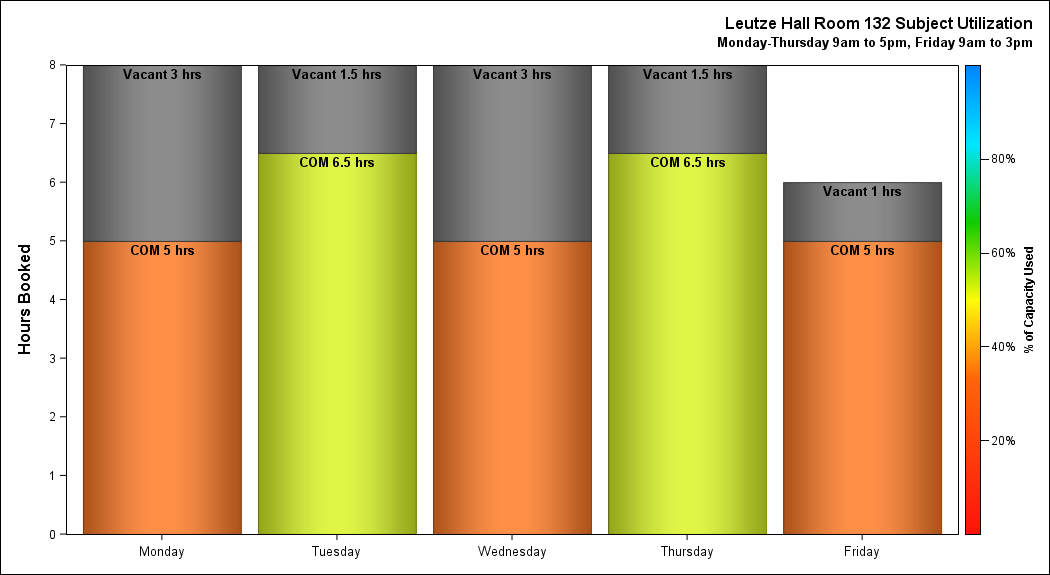 Leutze Hall Room 132 Subject Utilization
Monday-Thursday 9am to 5pm, Friday 9am to 3pm
Hours Booked
8
7
6
5
4
3
2
1
0
Vacant 3 hrs
COM 5 hrs
Vacant 1.5 hrs
COM 6.5 hrs
Vacant 3 hrs
COM 5 hrs
Vacant 1.5 hrs
COM 6.5 hrs
Vacant 1 hrs
COM 5 hrs
Monday
Tuesday
Wednesday
Thursday
Friday
80%
60%
40%
20%
% of Capacity Used